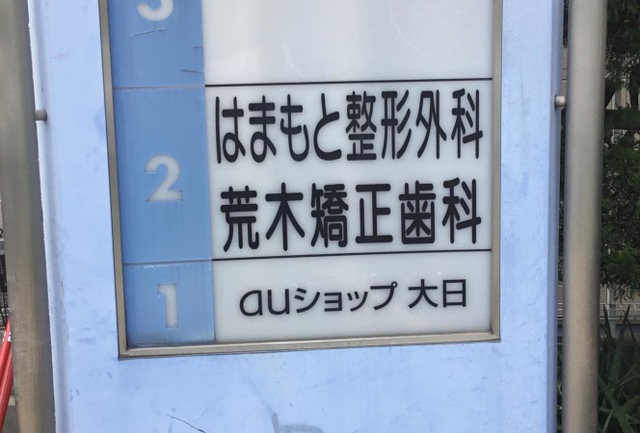 3
はまもと整形外科
2
荒木矯正歯科
1
auショップ 大日